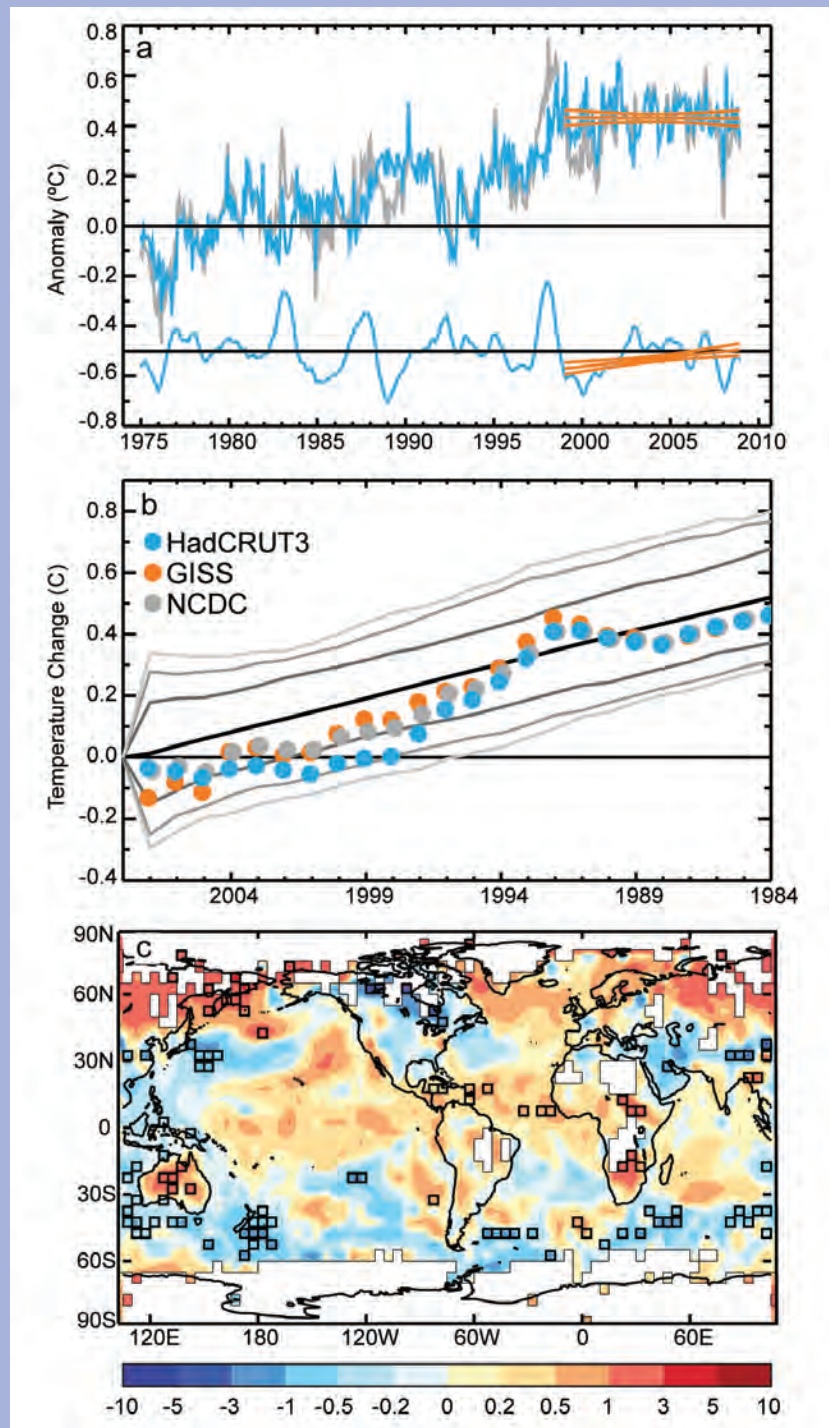 a
0.8
0.6
0.4
0.2
0.0
-0.2
-0.4
-0.6
-0.8
Anomaly (ºC)
1975 1980 1985 1990 1995 2000 2005 2010
b
0.8
0.6
0.4
0.2
0.0
-0.2
-0.4
Temperature Change (C)
HadCRUT3
GISS
NCDC
2004 1999 1994 1989 1984
c
90N
60N
30N
0
30S
60S
90S
120E 180 120W 60W 0 60E
-10 -5 -3 -1 -0.5 -0.2 0 0.2 0.5 1 3 5 10